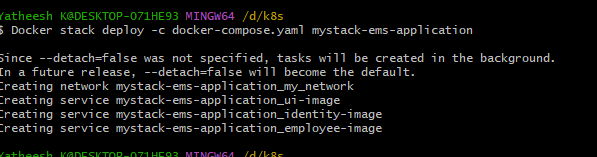 Yatheesh K@DESKTOP-O71HE93 MINGW64 /d/k8s
$ Docker stack deploy -c docker-compose.yaml mystack-ems-application
Since --detach=false was not specified, tasks will be created in the background.
In a future release, --detach=false will become the default.
Creating network mystack-ems-application_my_network
Creating service mystack-ems-application_ui-image
Creating service mystack-ems-application_identity-image
Creating service mystack-ems-application_employee-image
Yatheesh K@DESKTOP-O71HE93 MINGW64 /d/k8s